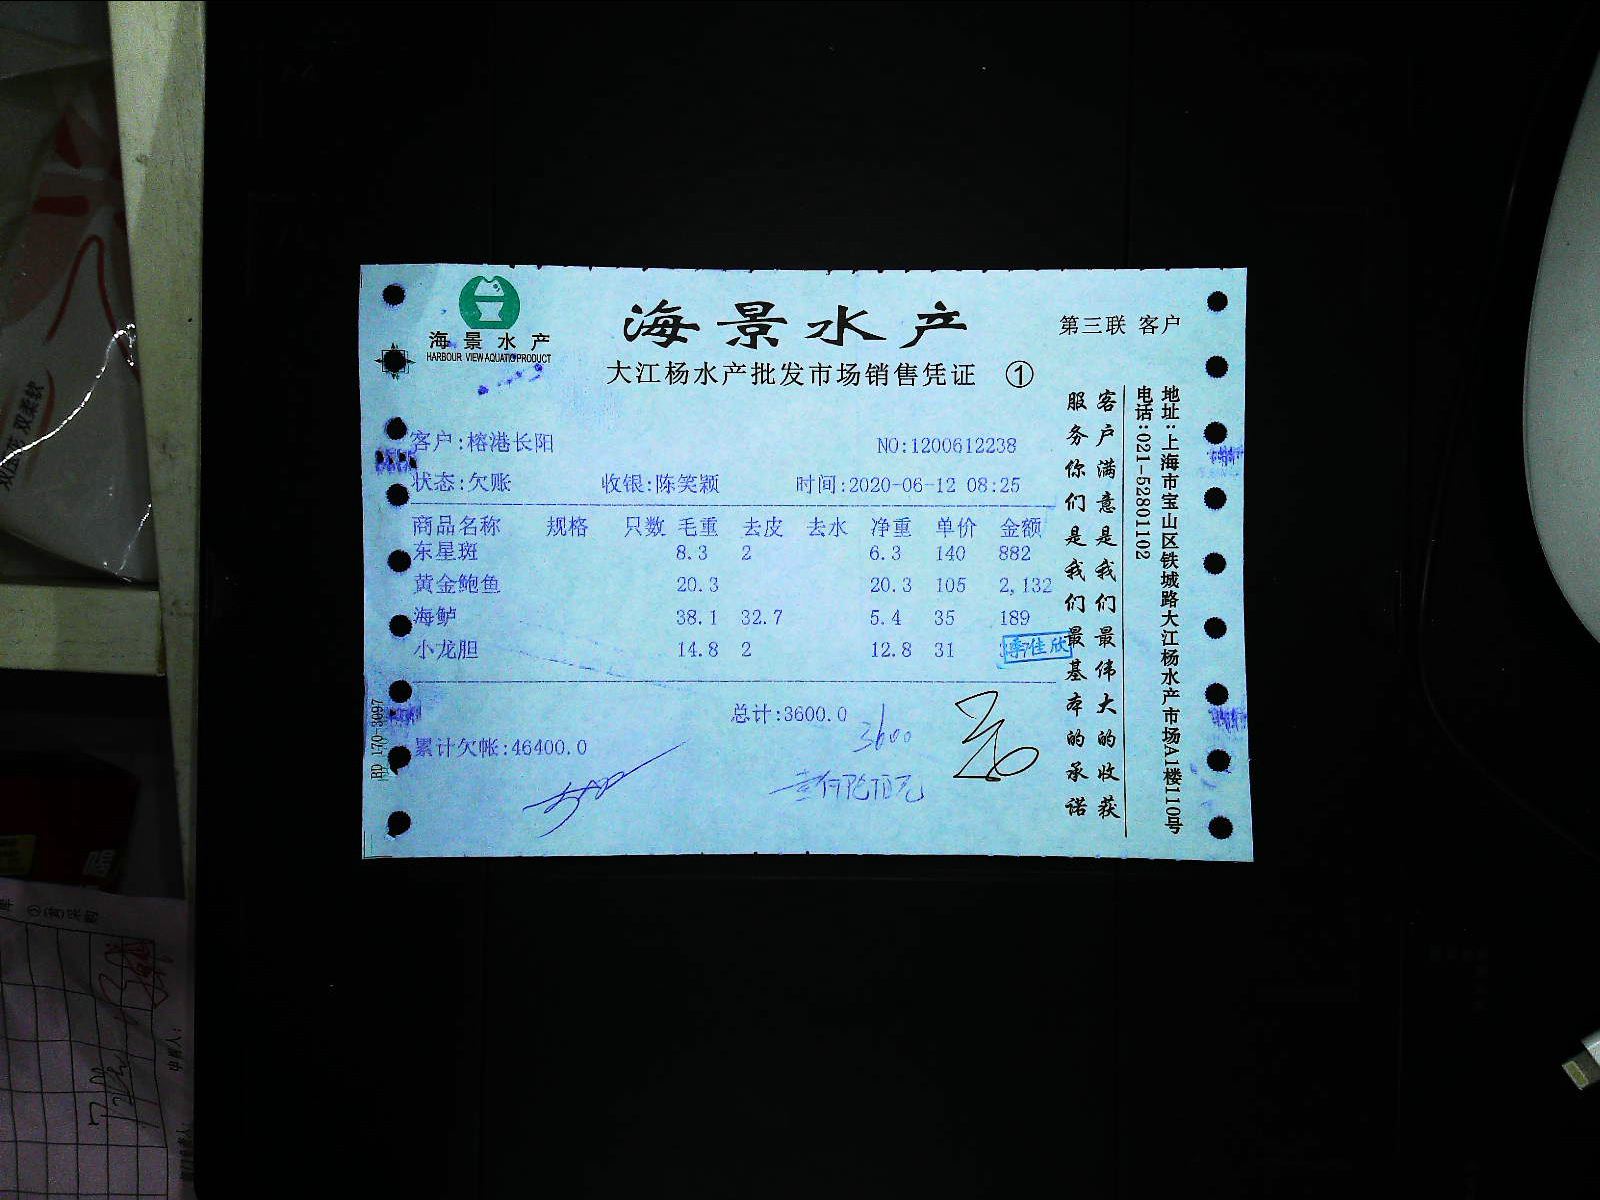 海景水产
HARBOUR VIEW AQUATIC PRODUCT
海景水产
第三联 客户
大江杨水产批发市场销售凭证 ①
客户:榕港长阳 NO:1200612238
状态:欠账 收银:陈笑颖 时间:2020-06-12 08:25
商品名称 规格 只数 毛重 去皮 去水 净重 单价 金额
东星斑 8.3 2 6.3 140 882
黄金鲍鱼 20.3 20.3 105 2,132
海鲈 38.1 32.7 5.4 35 189
小龙胆 14.8 2 12.8 31
李佳欣
总计:3600.0
3600
累计欠帐:46400.0
客户满意是我们最伟大的收获
服务你们是我们最基本的承诺
地址:上海市宝山区铁城路大江杨水产市场A1楼110号
电话:021-52801102
双柔软